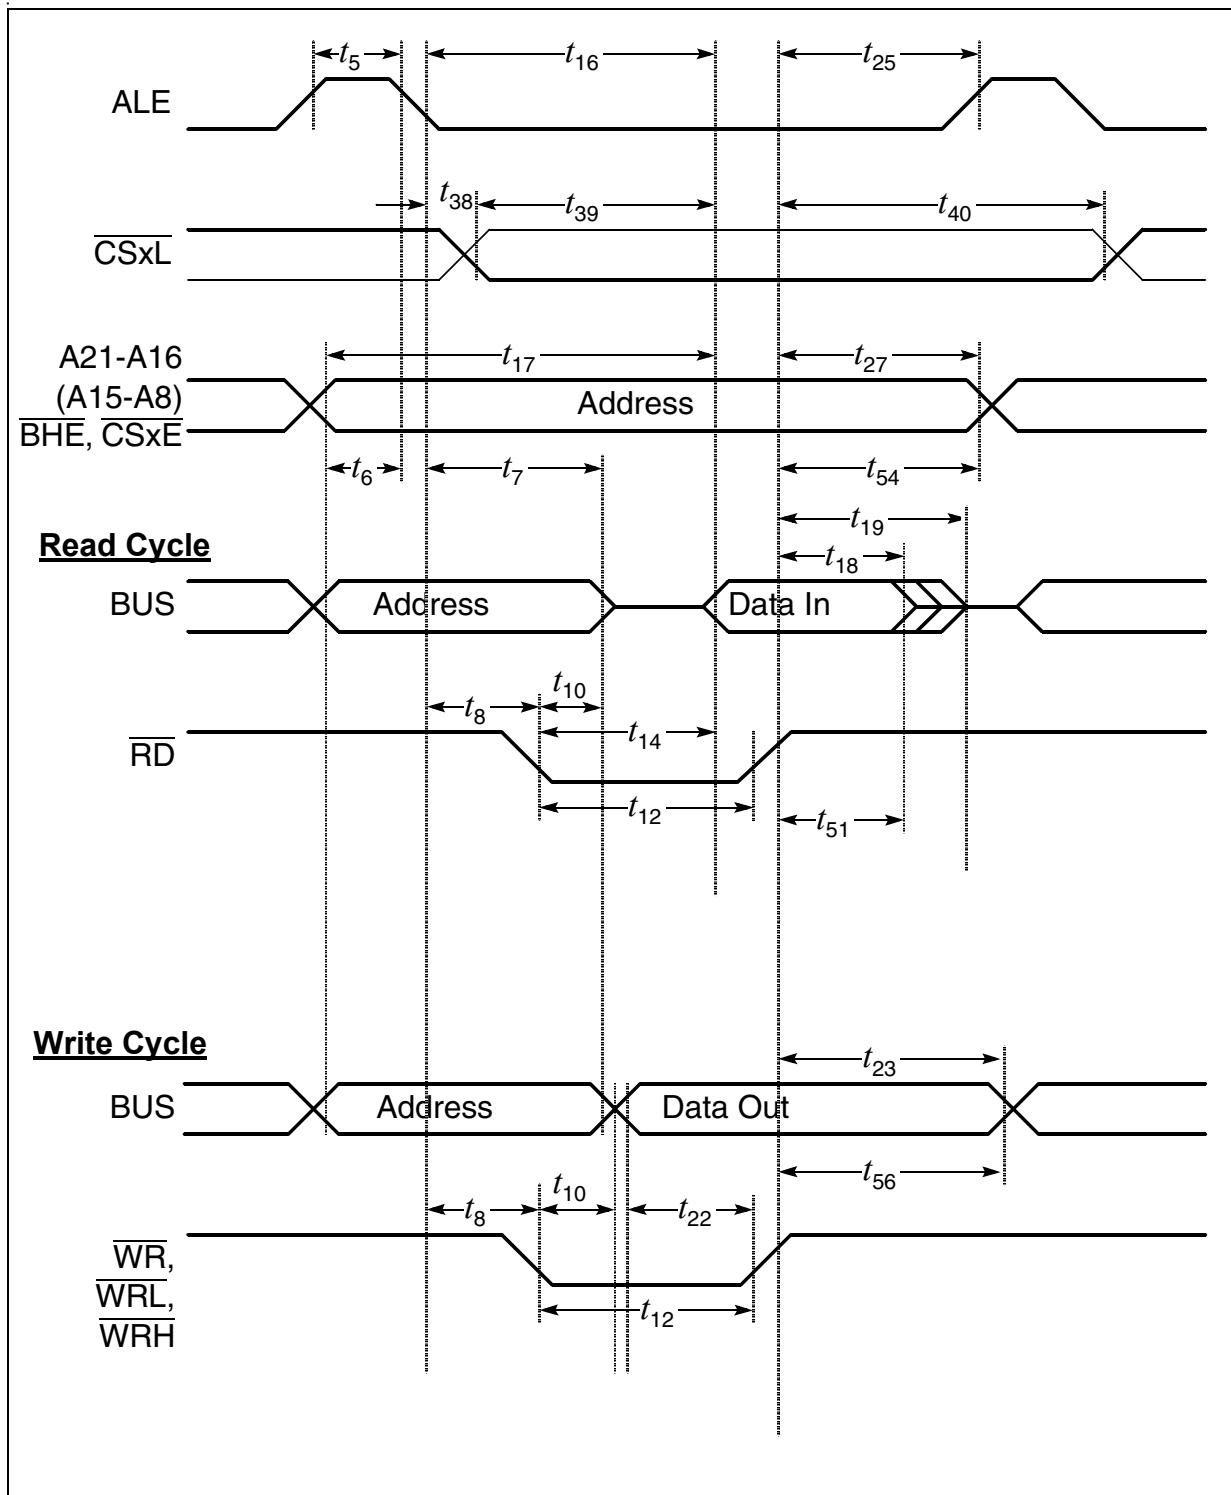 t5
t16
t25
ALE
t38
t39
t40
CSxL
A21-A16
t17
t27
(A15-A8)
Address
BHE, CSxE
t6
t7
t54
t19
Read Cycle
t18
BUS
Address
Data In
t10
t8
t14
RD
t12
t51
Write Cycle
t23
BUS
Address
Data Out
t56
t10
t8
t22
WR,
WRL,
t12
WRH